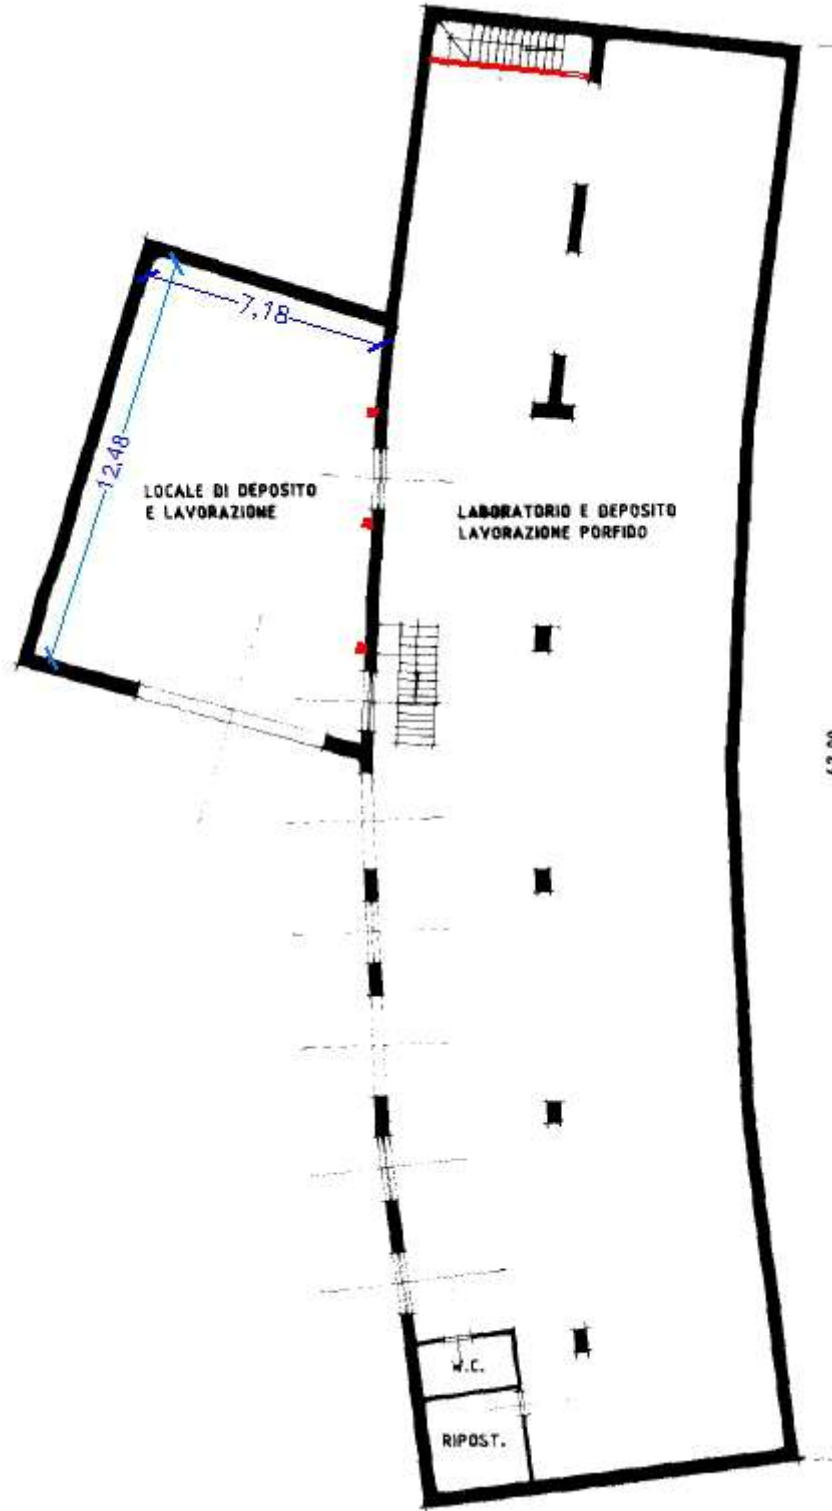 7,18
12,48
LOCALE DI DEPOSITO
E LAVORAZIONE
LABORATORIO E DEPOSITO
LAVORAZIONE PORFIDO
W.C.
RIPOST.